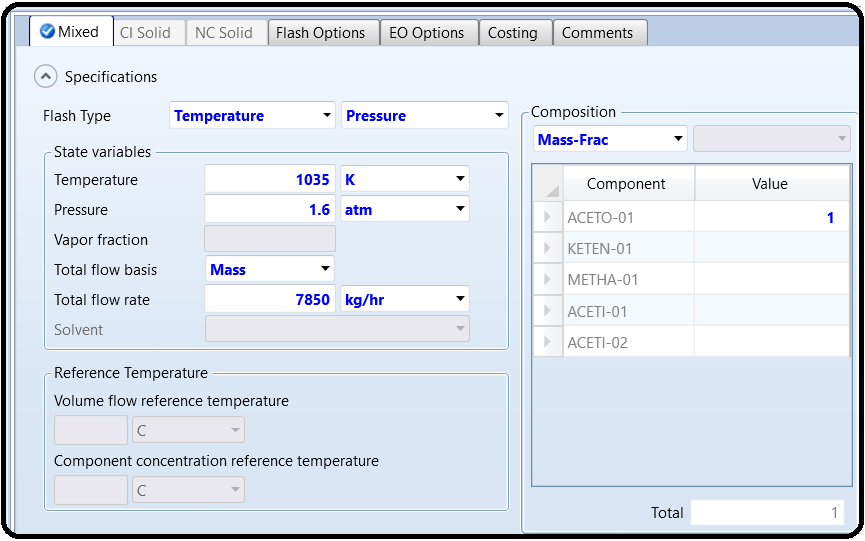 Mixed CI Solid NC Solid Flash Options EO Options Costing Comments
Specifications
Flash Type Temperature Pressure
State variables
Temperature 1035 K
Pressure 1.6 atm
Vapor fraction
Total flow basis Mass
Total flow rate 7850 kg/hr
Solvent
Reference Temperature
Volume flow reference temperature
C
Component concentration reference temperature
C
Composition
Mass-Frac
Component Value
ACETO-01 1
KETEN-01
METHA-01
ACETI-01
ACETI-02
Total 1